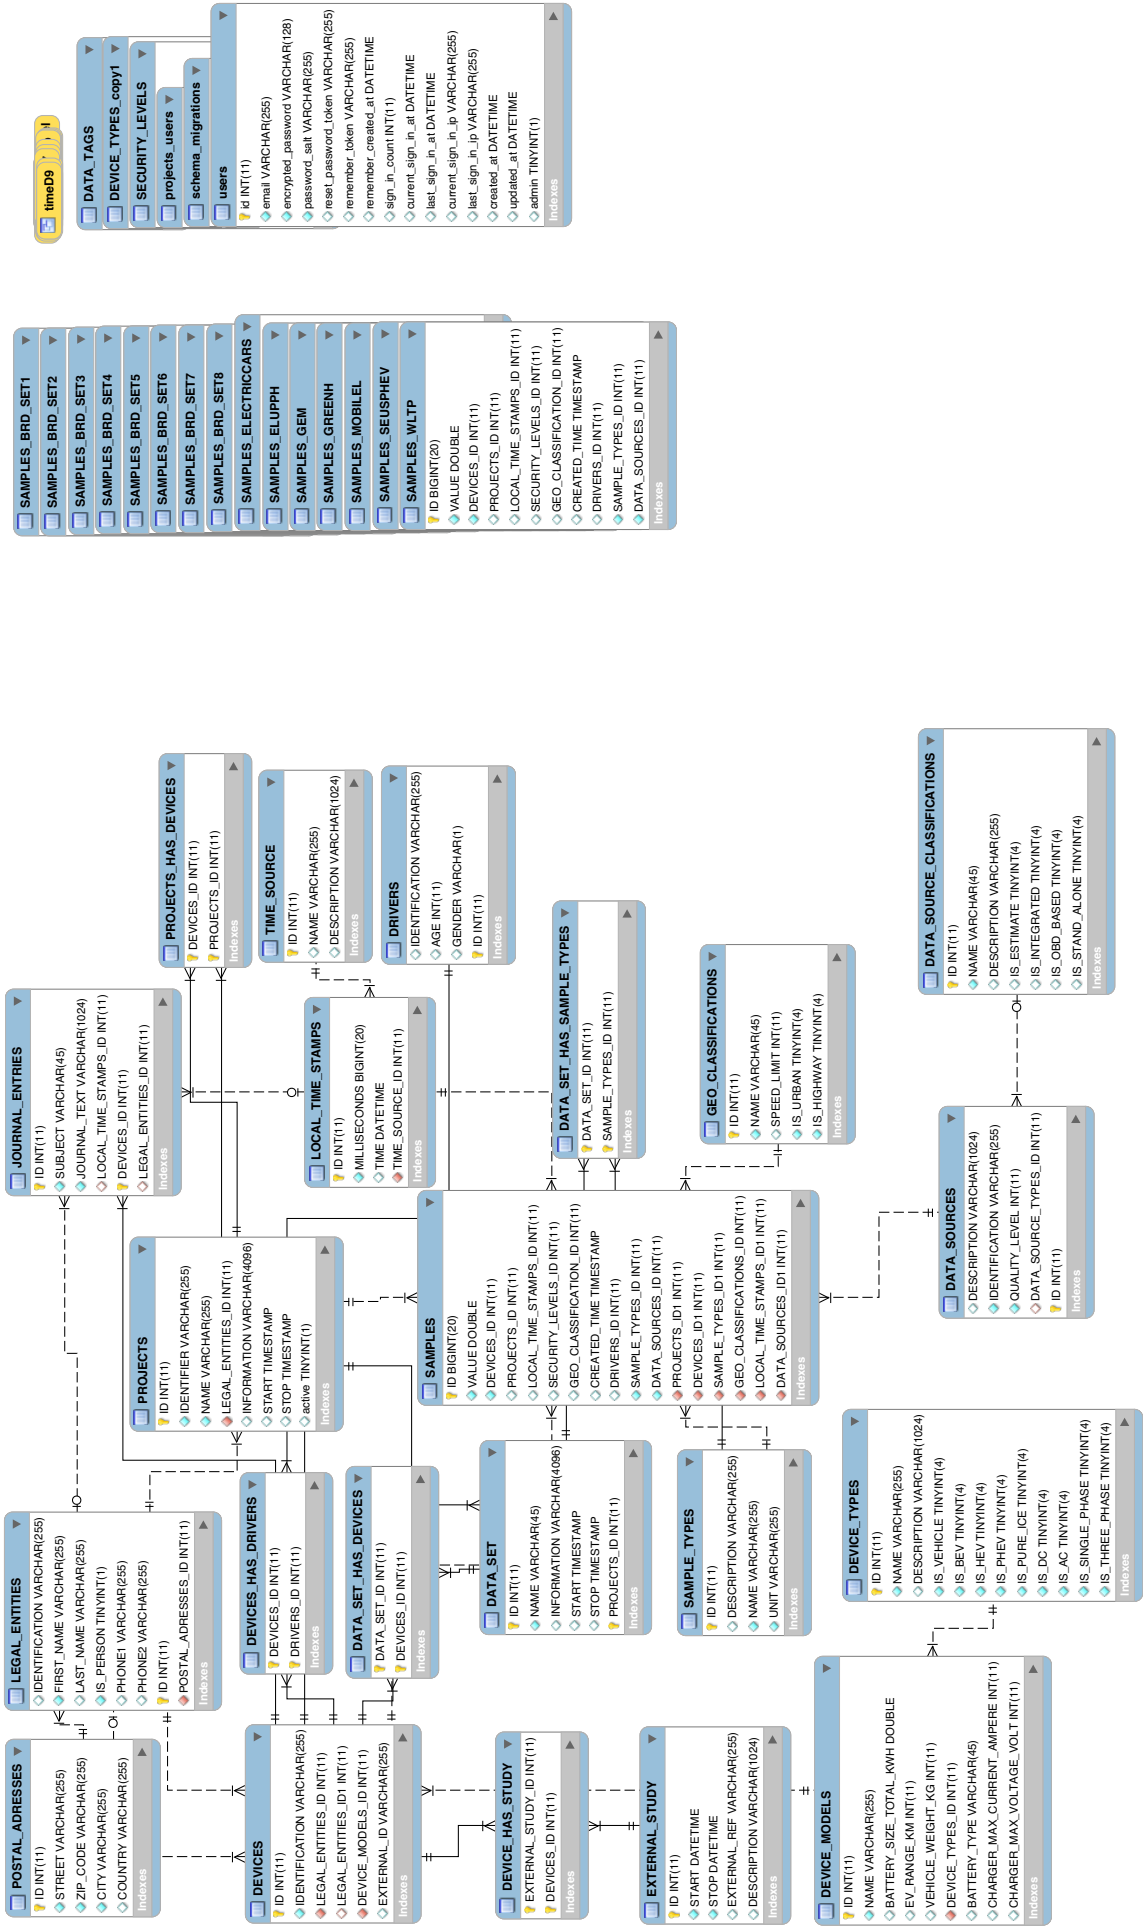 POSTAL_ADRESSES
ID INT(11)
STREET VARCHAR(255)
ZIP_CODE VARCHAR(255)
CITY VARCHAR(255)
COUNTRY VARCHAR(255)
Indexes
LEGAL_ENTITIES
IDENTIFICATION VARCHAR(255)
FIRST_NAME VARCHAR(255)
LAST_NAME VARCHAR(255)
IS_PERSON TINYINT(1)
PHONE1 VARCHAR(255)
PHONE2 VARCHAR(255)
ID INT(11)
POSTAL_ADRESSES_ID INT(11)
Indexes
JOURNAL_ENTRIES
ID INT(11)
SUBJECT VARCHAR(45)
JOURNAL_TEXT VARCHAR(1024)
LOCAL_TIME_STAMPS_ID INT(11)
DEVICES_ID INT(11)
LEGAL_ENTITIES_ID INT(11)
Indexes
PROJECTS
ID INT(11)
IDENTIFIER VARCHAR(255)
NAME VARCHAR(255)
LEGAL_ENTITIES_ID INT(11)
INFORMATION VARCHAR(4096)
START TIMESTAMP
STOP TIMESTAMP
active TINYINT(1)
Indexes
PROJECTS_HAS_DEVICES
DEVICES_ID INT(11)
PROJECTS_ID INT(11)
Indexes
DEVICES
ID INT(11)
IDENTIFICATION VARCHAR(255)
LEGAL_ENTITIES_ID INT(11)
LEGAL_ENTITIES_ID1 INT(11)
DEVICE_MODELS_ID INT(11)
EXTERNAL_ID VARCHAR(255)
Indexes
DEVICES_HAS_DRIVERS
DEVICES_ID INT(11)
DRIVERS_ID INT(11)
Indexes
TIME_SOURCE
ID INT(11)
NAME VARCHAR(255)
DESCRIPTION VARCHAR(1024)
Indexes
LOCAL_TIME_STAMPS
ID INT(11)
MILLISECONDS BIGINT(20)
TIME DATETIME
TIME_SOURCE_ID INT(11)
Indexes
DATA_SET_HAS_DEVICES
DATA_SET_ID INT(11)
DEVICES_ID INT(11)
Indexes
DRIVERS
IDENTIFICATION VARCHAR(255)
AGE INT(11)
GENDER VARCHAR(1)
ID INT(11)
Indexes
SAMPLES
ID BIGINT(20)
VALUE DOUBLE
DEVICES_ID INT(11)
PROJECTS_ID INT(11)
LOCAL_TIME_STAMPS_ID INT(11)
SECURITY_LEVELS_ID INT(11)
GEO_CLASSIFICATION_ID INT(11)
CREATED_TIME TIMESTAMP
DRIVERS_ID INT(11)
SAMPLE_TYPES_ID INT(11)
DATA_SOURCES_ID INT(11)
PROJECTS_ID1 INT(11)
DEVICES_ID1 INT(11)
SAMPLE_TYPES_ID1 INT(11)
GEO_CLASSIFICATIONS_ID INT(11)
LOCAL_TIME_STAMPS_ID1 INT(11)
DATA_SOURCES_ID1 INT(11)
Indexes
DEVICE_HAS_STUDY
EXTERNAL_STUDY_ID INT(11)
DEVICES_ID INT(11)
Indexes
DATA_SET
ID INT(11)
NAME VARCHAR(45)
INFORMATION VARCHAR(4096)
START TIMESTAMP
STOP TIMESTAMP
PROJECTS_ID INT(11)
Indexes
DATA_SET_HAS_SAMPLE_TYPES
DATA_SET_ID INT(11)
SAMPLE_TYPES_ID INT(11)
Indexes
EXTERNAL_STUDY
ID INT(11)
START DATETIME
STOP DATETIME
EXTERNAL_REF VARCHAR(255)
DESCRIPTION VARCHAR(1024)
Indexes
SAMPLE_TYPES
ID INT(11)
DESCRIPTION VARCHAR(255)
NAME VARCHAR(255)
UNIT VARCHAR(255)
Indexes
GEO_CLASSIFICATIONS
ID INT(11)
NAME VARCHAR(45)
SPEED_LIMIT INT(11)
IS_URBAN TINYINT(4)
IS_HIGHWAY TINYINT(4)
Indexes
DEVICE_MODELS
ID INT(11)
NAME VARCHAR(255)
BATTERY_SIZE_TOTAL_KWH DOUBLE
EV_RANGE_KM INT(11)
VEHICLE_WEIGHT_KG INT(11)
DEVICE_TYPES_ID INT(11)
BATTERY_TYPE VARCHAR(45)
CHARGER_MAX_CURRENT_AMPERE INT(11)
CHARGER_MAX_VOLTAGE_VOLT INT(11)
Indexes
DEVICE_TYPES
ID INT(11)
NAME VARCHAR(255)
DESCRIPTION VARCHAR(1024)
IS_VEHICLE TINYINT(4)
IS_BEV TINYINT(4)
IS_HEV TINYINT(4)
IS_PHEV TINYINT(4)
IS_PURE_ICE TINYINT(4)
IS_DC TINYINT(4)
IS_AC TINYINT(4)
IS_SINGLE_PHASE TINYINT(4)
IS_THREE_PHASE TINYINT(4)
Indexes
DATA_SOURCES
DESCRIPTION VARCHAR(1024)
IDENTIFICATION VARCHAR(255)
QUALITY_LEVEL INT(11)
DATA_SOURCE_TYPES_ID INT(11)
ID INT(11)
Indexes
DATA_SOURCE_CLASSIFICATIONS
ID INT(11)
NAME VARCHAR(45)
DESCRIPTION VARCHAR(255)
IS_ESTIMATE TINYINT(4)
IS_INTEGRATED TINYINT(4)
IS_OBD_BASED TINYINT(4)
IS_STAND_ALONE TINYINT(4)
Indexes
SAMPLES_BRD_SET1
SAMPLES_BRD_SET2
SAMPLES_BRD_SET3
SAMPLES_BRD_SET4
SAMPLES_BRD_SET5
SAMPLES_BRD_SET6
SAMPLES_BRD_SET7
SAMPLES_BRD_SET8
SAMPLES_ELECTRICCARS
SAMPLES_ELUPPH
SAMPLES_GEM
SAMPLES_GREENH
SAMPLES_MOBILEL
SAMPLES_SEUSPHEV
SAMPLES_WLTP
ID BIGINT(20)
VALUE DOUBLE
DEVICES_ID INT(11)
PROJECTS_ID INT(11)
LOCAL_TIME_STAMPS_ID INT(11)
SECURITY_LEVELS_ID INT(11)
GEO_CLASSIFICATION_ID INT(11)
CREATED_TIME TIMESTAMP
DRIVERS_ID INT(11)
SAMPLE_TYPES_ID INT(11)
DATA_SOURCES_ID INT(11)
Indexes
timeD9
DATA_TAGS
DEVICE_TYPES_copy1
SECURITY_LEVELS
projects_users
schema_migrations
users
id INT(11)
email VARCHAR(255)
encrypted_password VARCHAR(128)
password_salt VARCHAR(255)
reset_password_token VARCHAR(255)
remember_token VARCHAR(255)
remember_created_at DATETIME
sign_in_count INT(11)
current_sign_in_at DATETIME
last_sign_in_at DATETIME
current_sign_in_ip VARCHAR(255)
last_sign_in_ip VARCHAR(255)
created_at DATETIME
updated_at DATETIME
admin TINYINT(1)
Indexes